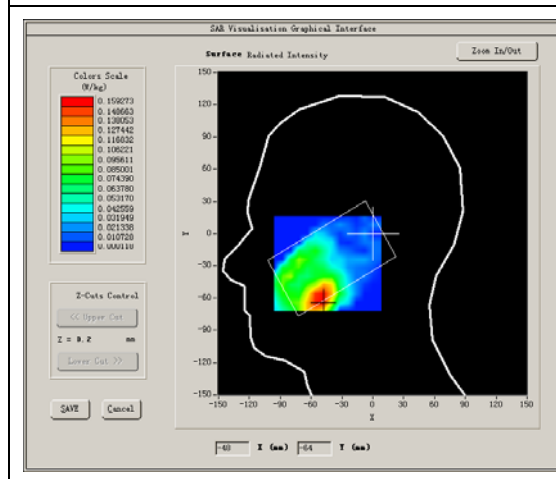 SAR Visualisation Graphical Interface
Surface Radiated Intensity
Zoom In/Out
Colors Scale
(W/kg)
0.159273
0.148663
0.138053
0.127442
0.116832
0.106221
0.095611
0.085001
0.074390
0.063780
0.053170
0.042559
0.031949
0.021338
0.010728
0.000118
Z-Cuts Control
<< Upper Cut
Z = 0.2 mm
Lower Cut >>
SAVE Cancel
150
120
90
60
30
0
-30
-60
-90
-120
-150
Y
-150 -120 -90 -60 -30 0 30 60 90 120 150
X
-48 X (mm) -64 Y (mm)